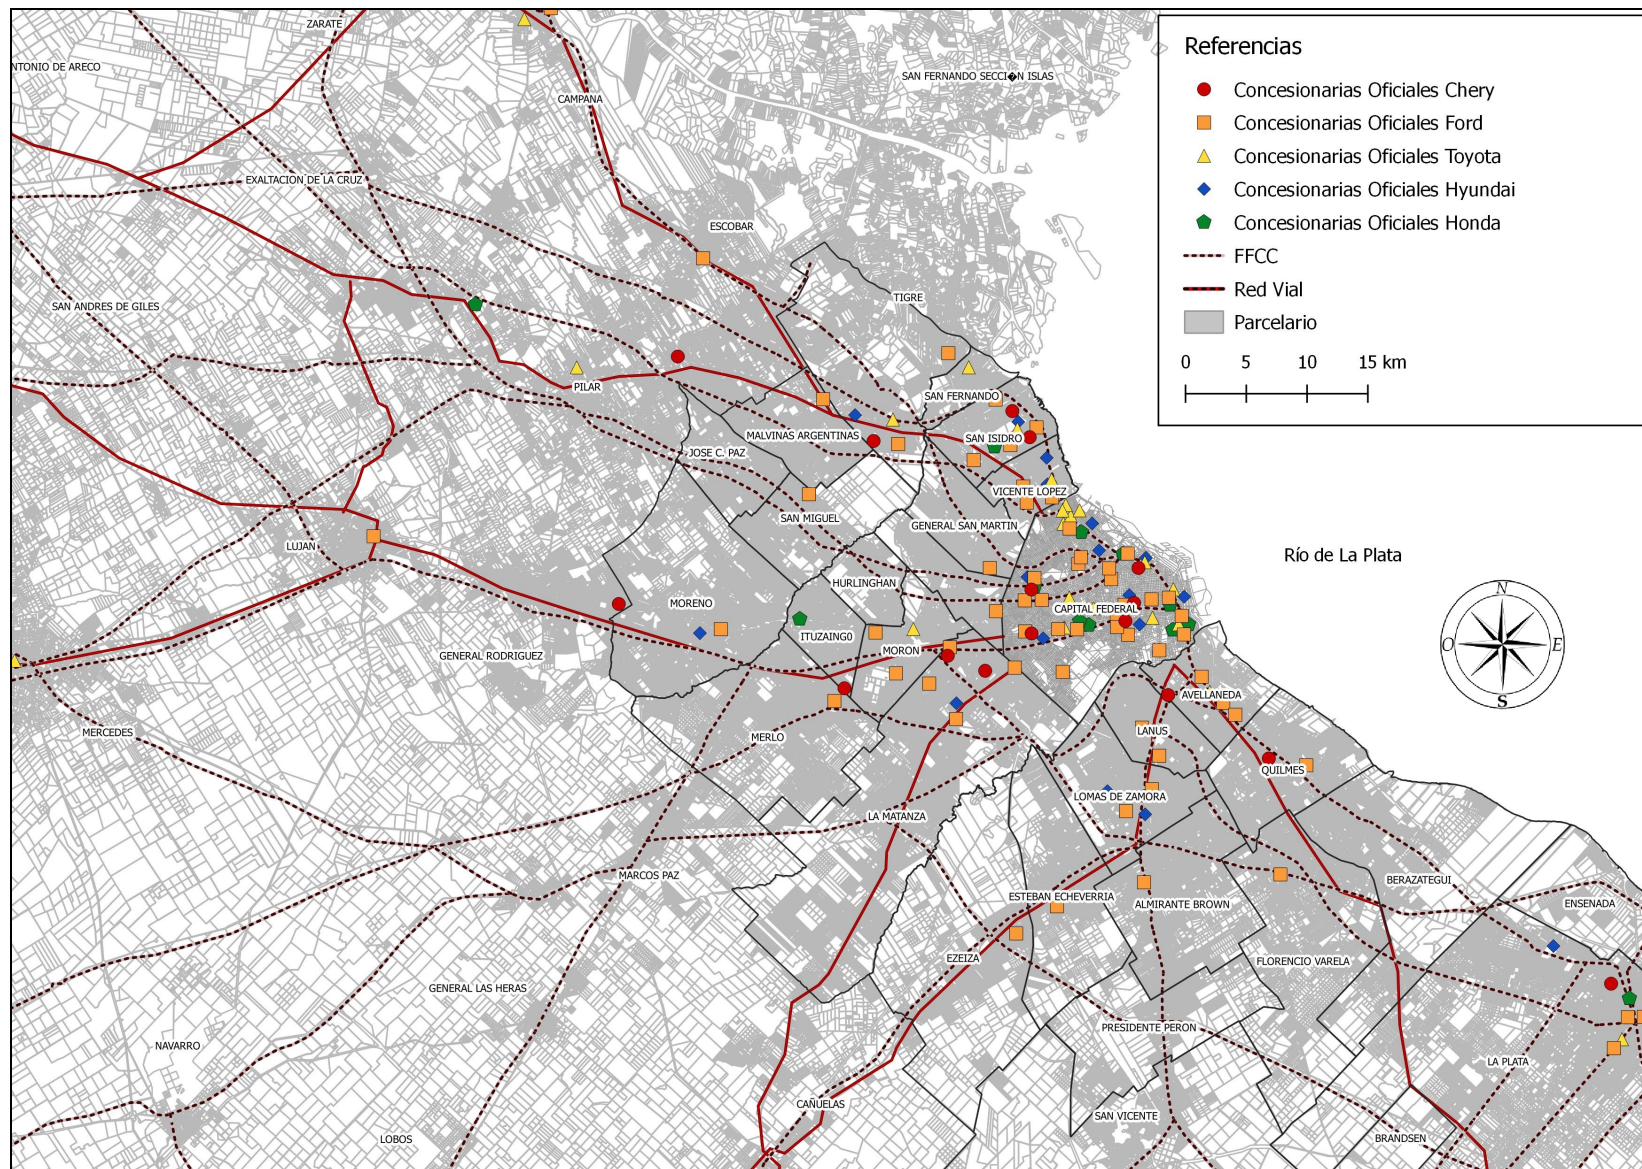 ZARATE
NTONIO DE ARECO
SAN FERNANDO SECCI�N ISLAS
CAMPANA
EXALTACION DE LA CRUZ
ESCOBAR
SAN ANDRES DE GILES
TIGRE
PILAR
SAN FERNANDO
MALVINAS ARGENTINAS
SAN ISIDRO
JOSE C. PAZ
VICENTE LOPEZ
SAN MIGUEL
GENERAL SAN MARTIN
LUJAN
HURLINGHAN
MORENO
CAPITAL FEDERAL
ITUZAING0
MORON
GENERAL RODRIGUEZ
AVELLANEDA
MERCEDES
MERLO
LANUS
QUILMES
LOMAS DE ZAMORA
LA MATANZA
MARCOS PAZ
BERAZATEGUI
ESTEBAN ECHEVERRIA
ALMIRANTE BROWN
ENSENADA
EZEIZA
FLORENCIO VARELA
GENERAL LAS HERAS
PRESIDENTE PERON
NAVARRO
LA PLATA
CAÑUELAS
SAN VICENTE
LOBOS
BRANDSEN
Referencias
Concesionarias Oficiales Chery
Concesionarias Oficiales Ford
Concesionarias Oficiales Toyota
Concesionarias Oficiales Hyundai
Concesionarias Oficiales Honda
FFCC
Red Vial
Parcelario
0 5 10 15 km
Río de La Plata
N
O E
S